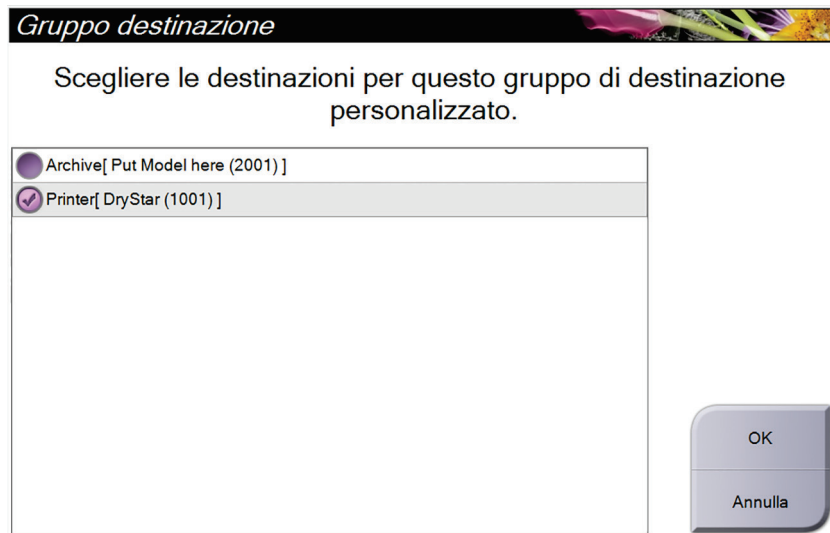 Gruppo destinazione
Scegliere le destinazioni per questo gruppo di destinazione
personalizzato.
Archive[ Put Model here (2001) ]
Printer[ DryStar (1001) ]
OK
Annulla